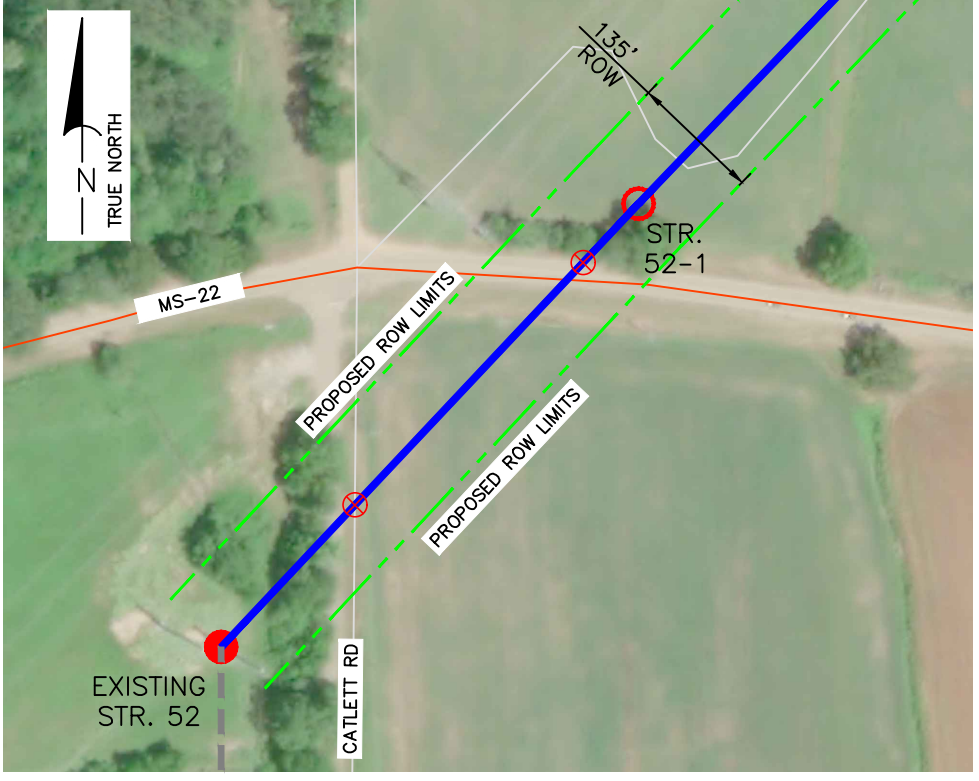 N
TRUE NORTH
135'
ROW
STR.
52-1
MS-22
PROPOSED ROW LIMITS
PROPOSED ROW LIMITS
EXISTING
STR. 52
CATLETT RD